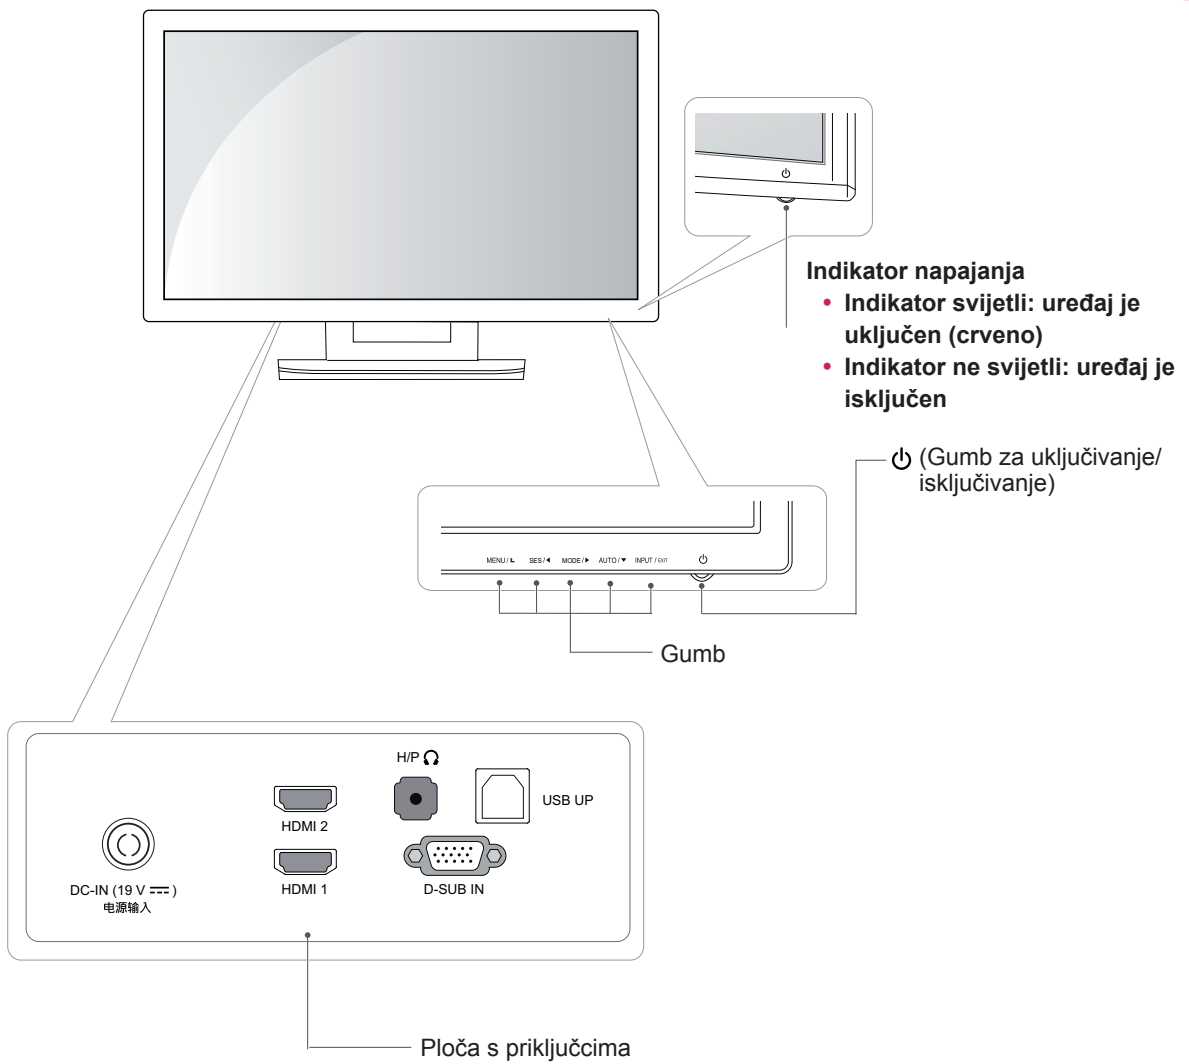 Indikator napajanja
• Indikator svijetli: uređaj je
uključen (crveno)
• Indikator ne svijetli: uređaj je
isključen
(Gumb za uključivanje/
isključivanje)
MENU / SES / ◀ MODE / ▶ AUTO / ▼ INPUT / EXIT
Gumb
H/P
USB UP
HDMI 2
HDMI 1
D-SUB IN
DC-IN (19 V ⎓)
电源输入
Ploča s priključcima